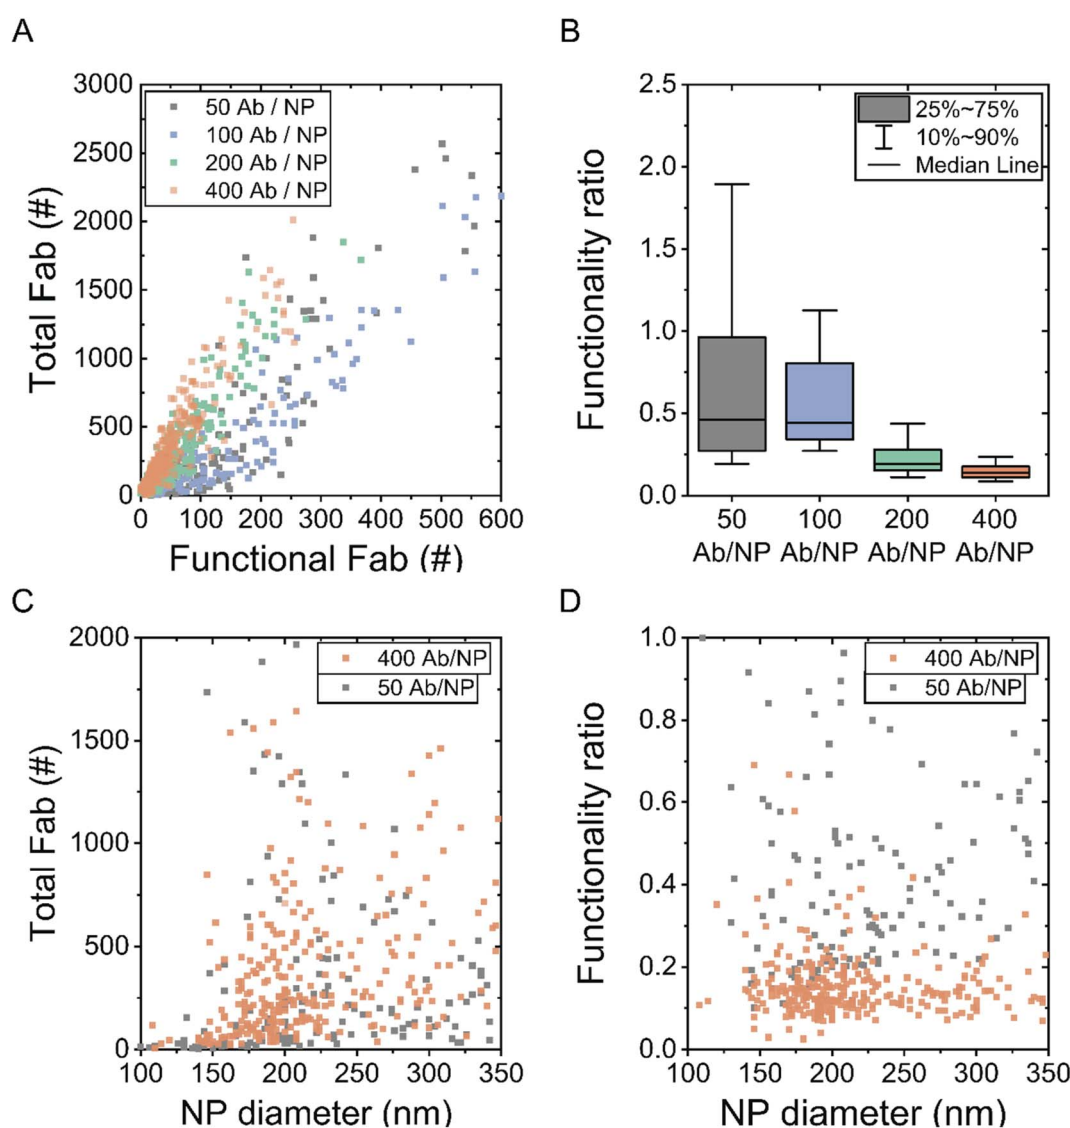 A
Total Fab (#)
3000
2500
2000
1500
1000
500
0
50 Ab / NP
100 Ab / NP
200 Ab / NP
400 Ab / NP
0 100 200 300 400 500 600
Functional Fab (#)
B
Functionality ratio
2.5
2.0
1.5
1.0
0.5
0.0
25%~75%
10%~90%
Median Line
50 100 200 400
Ab/NP Ab/NP Ab/NP Ab/NP
C
Total Fab (#)
2000
1500
1000
500
0
400 Ab/NP
50 Ab/NP
100 150 200 250 300 350
NP diameter (nm)
D
Functionality ratio
1.0
0.8
0.6
0.4
0.2
0.0
400 Ab/NP
50 Ab/NP
100 150 200 250 300 350
NP diameter (nm)